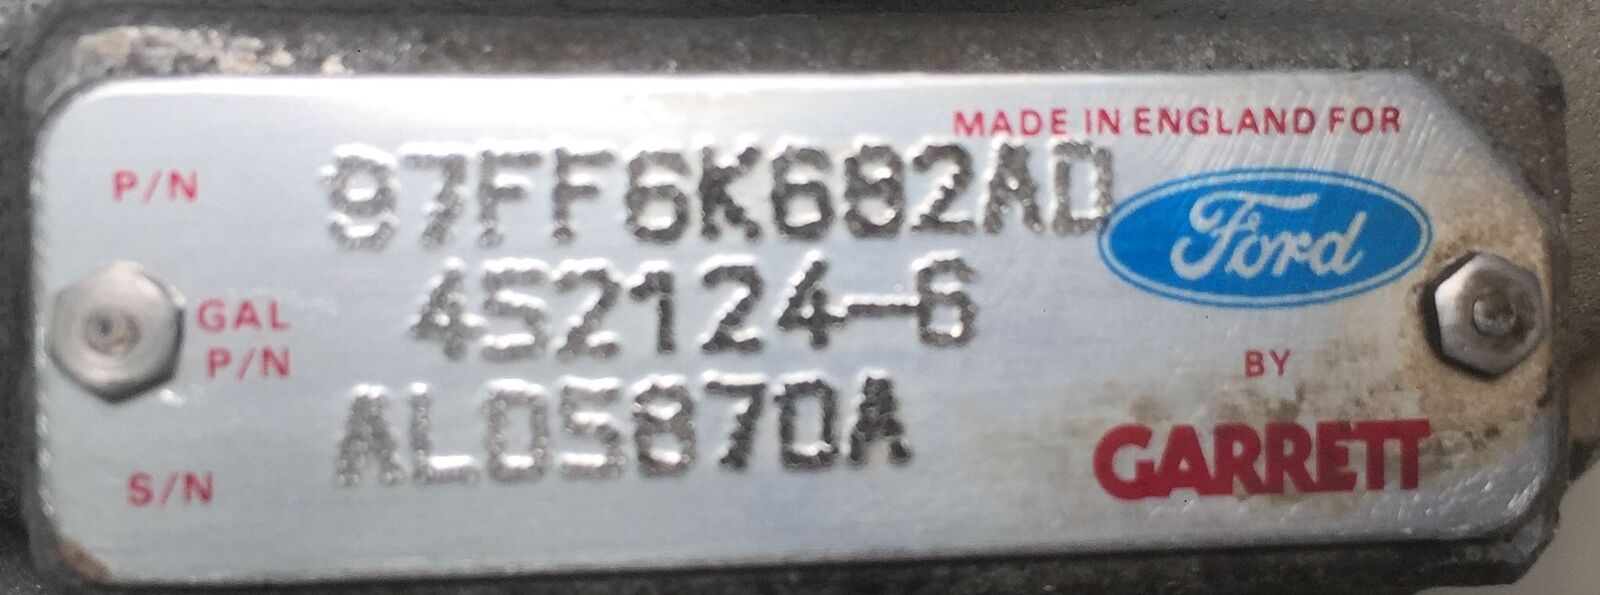 MADE IN ENGLAND FOR
P/N 97FF6K682AD
Ford
GAL P/N 452124-6
BY
S/N AL05870A
GARRETT